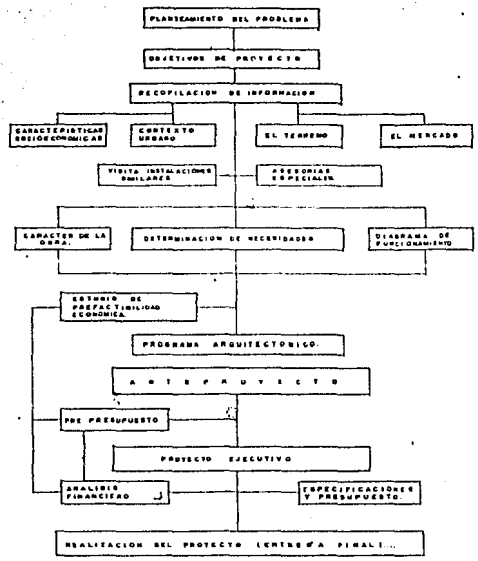 PLANTEAMIENTO DEL PROBLEMA
OBJETIVOS DE PROYECTO
RECOPILACION DE INFORMACION
CARACTERISTICAS
SOCIOECONOMICAS
CONTEXTO
URBANO
EL TERRENO
EL MERCADO
VISITA INSTALACIONES
SIMILARES
ASESORIAS
ESPECIALES
CARACTER DE LA
OBRA.
DETERMINACION DE NECESIDADES
DIAGRAMA DE
FUNCIONAMIENTO
ESTUDIO DE
PREFACTIBILIDAD
ECONOMICA.
PROGRAMA ARQUITECTONICO.
A N T E P R O Y E C T O
PRE PRESUPUESTO
PROYECTO EJECUTIVO
ANALISIS
FINANCIERO
ESPECIFICACIONES
Y PRESUPUESTO.
REALIZACION DEL PROYECTO (ENTREGA FINAL)...